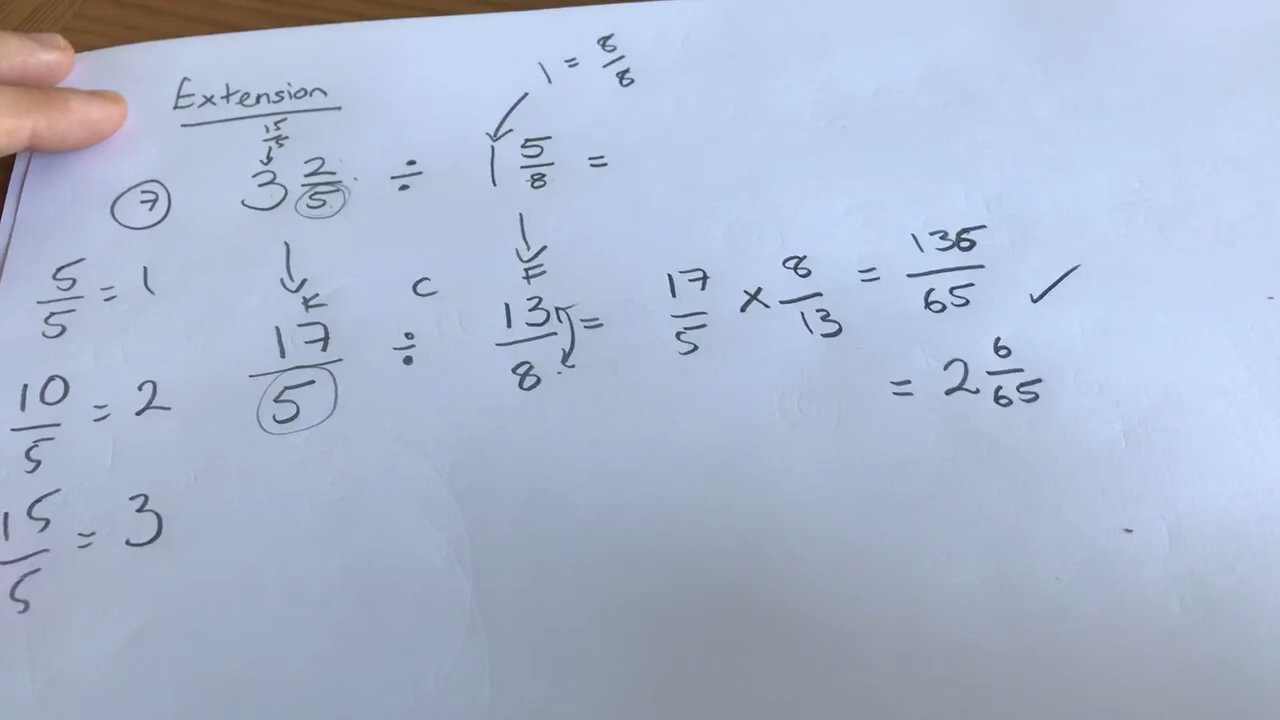 Extension
1 = 8/8
15/5
7 3 2/5 ÷ 1 5/8 =
K C F
17/5 ÷ 13/8 = 17/5 x 8/13 = 136/65 ✓
= 2 6/65
5/5 = 1
10/5 = 2
15/5 = 3